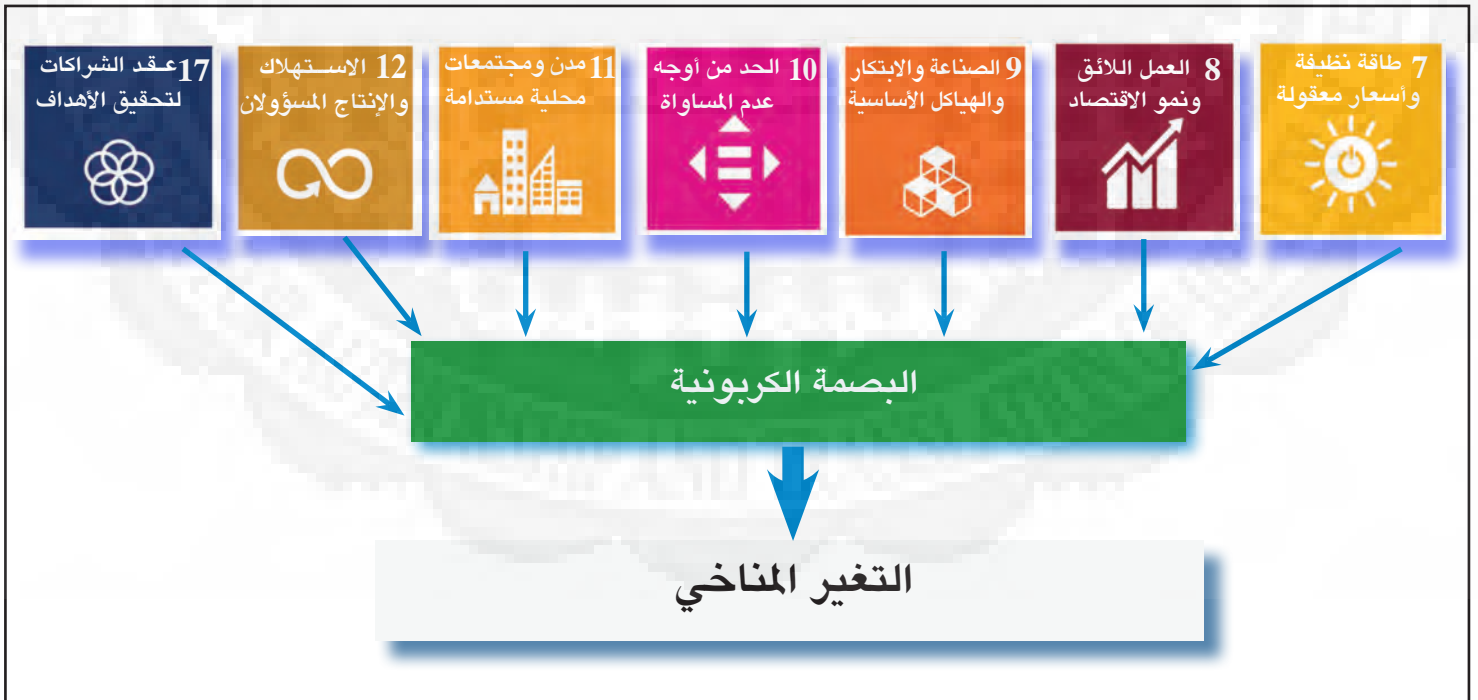 7 طاقة نظيفة
وأسعار معقولة
8 العمل اللائق
ونمو الاقتصاد
9 الصناعة والابتكار
والهياكل الأساسية
10 الحد من أوجه
عدم المساواة
11 مدن ومجتمعات
محلية مستدامة
12 الاستهلاك
والإنتاج المسؤولان
17 عقد الشراكات
لتحقيق الأهداف
البصمة الكربونية
التغير المناخي